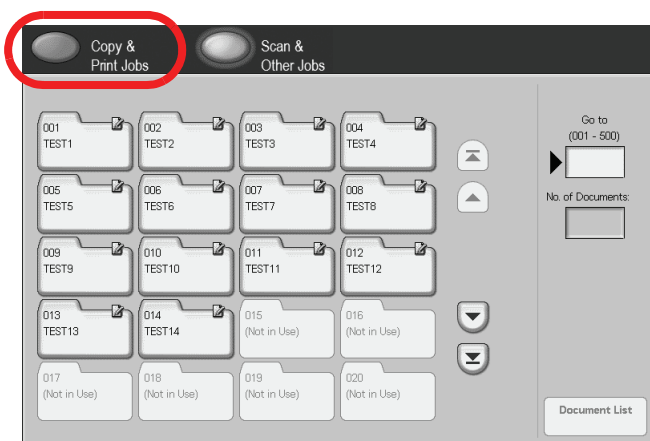 Copy &
Print Jobs
Scan &
Other Jobs
001
TEST1
002
TEST2
003
TEST3
004
TEST4
005
TEST5
006
TEST6
007
TEST7
008
TEST8
009
TEST9
010
TEST10
011
TEST11
012
TEST12
013
TEST13
014
TEST14
015
(Not in Use)
016
(Not in Use)
017
(Not in Use)
018
(Not in Use)
019
(Not in Use)
020
(Not in Use)
Go to
(001 - 500)
No. of Documents:
Document List